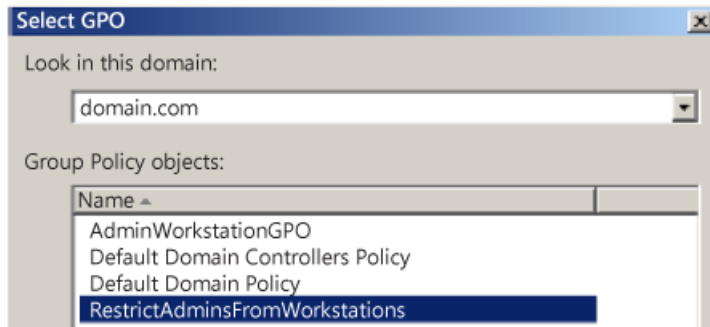 Select GPO
Look in this domain:
domain.com
Group Policy objects:
Name
AdminWorkstationGPO
Default Domain Controllers Policy
Default Domain Policy
RestrictAdminsFromWorkstations